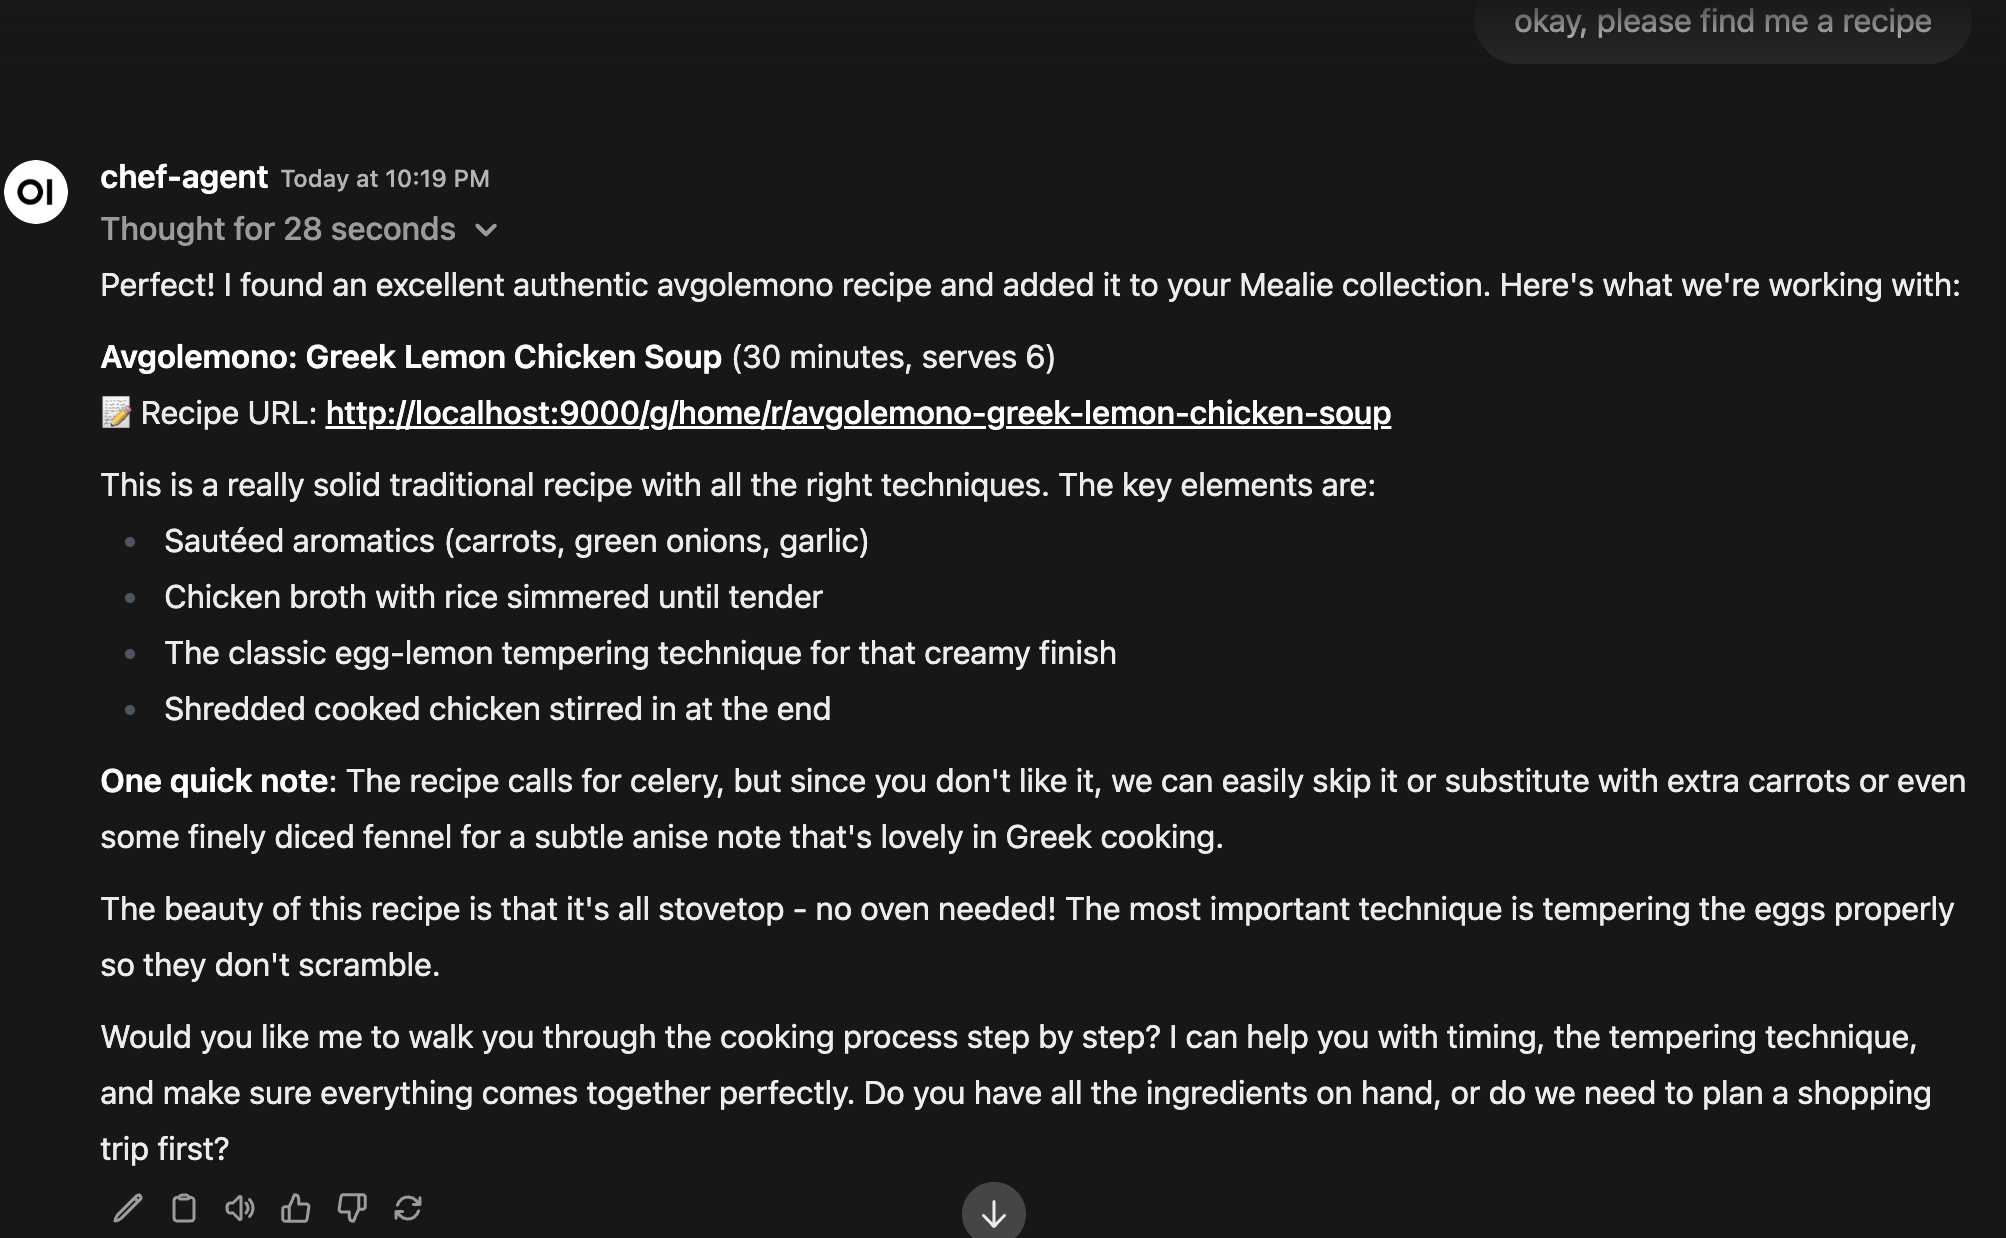 okay, please find me a recipe
OI
chef-agent Today at 10:19 PM
Thought for 28 seconds
Perfect! I found an excellent authentic avgolemono recipe and added it to your Mealie collection. Here's what we're working with:
Avgolemono: Greek Lemon Chicken Soup (30 minutes, serves 6)
📝 Recipe URL: http://localhost:9000/g/home/r/avgolemono-greek-lemon-chicken-soup
This is a really solid traditional recipe with all the right techniques. The key elements are:
• Sautéed aromatics (carrots, green onions, garlic)
• Chicken broth with rice simmered until tender
• The classic egg-lemon tempering technique for that creamy finish
• Shredded cooked chicken stirred in at the end
One quick note: The recipe calls for celery, but since you don't like it, we can easily skip it or substitute with extra carrots or even
some finely diced fennel for a subtle anise note that's lovely in Greek cooking.
The beauty of this recipe is that it's all stovetop - no oven needed! The most important technique is tempering the eggs properly
so they don't scramble.
Would you like me to walk you through the cooking process step by step? I can help you with timing, the tempering technique,
and make sure everything comes together perfectly. Do you have all the ingredients on hand, or do we need to plan a shopping
trip first?